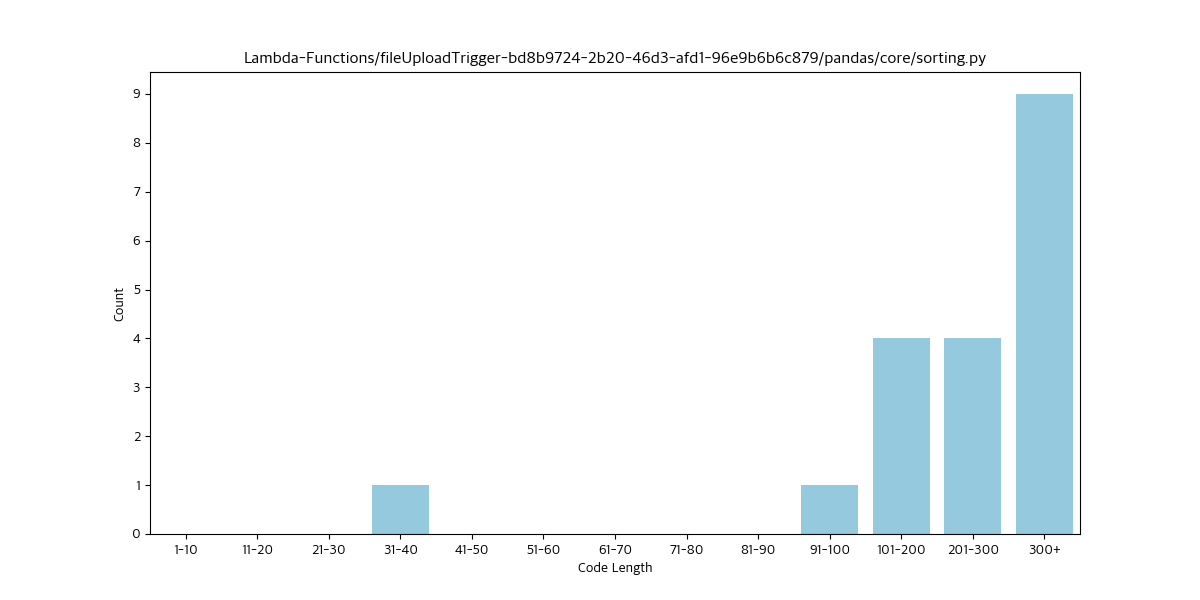 Lambda-Functions/fileUploadTrigger-bd8b9724-2b20-46d3-afd1-96e9b6b6c879/pandas/core/sorting.py
9
8
7
6
5
4
3
2
1
0
Count
1-10 11-20 21-30 31-40 41-50 51-60 61-70 71-80 81-90 91-100 101-200 201-300 300+
Code Length